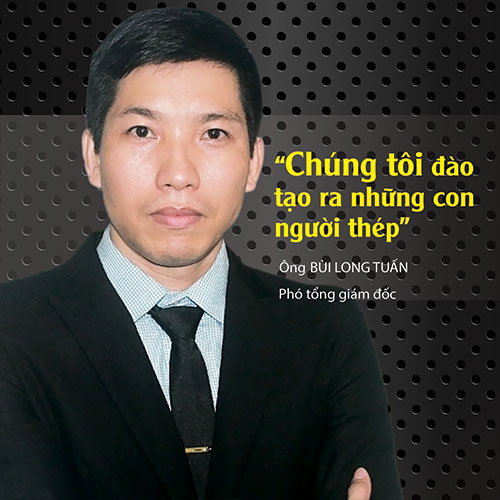 “Chúng tôi đào
tạo ra những con
người thép”
Ông BÙI LONG TUẤN
Phó tổng giám đốc